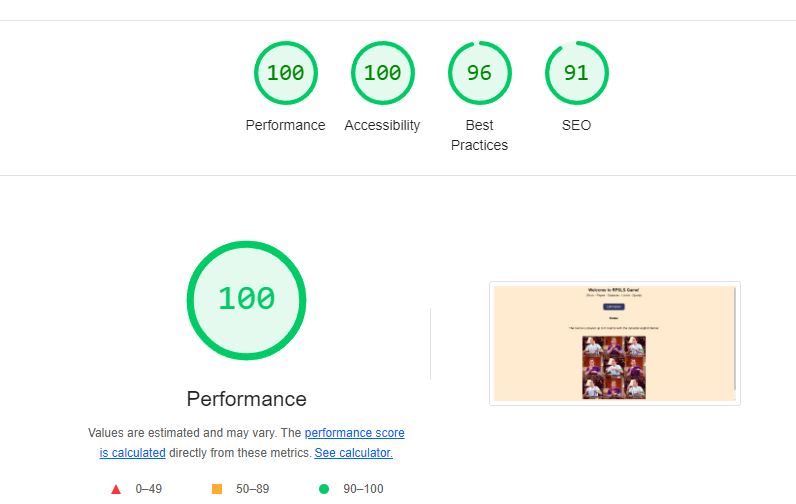 100 100 96 91
Performance Accessibility Best Practices SEO
100
Welcome to RPSLS Game!
Performance
Values are estimated and may vary. The performance score
is calculated directly from these metrics. See calculator.
0–49 50–89 90–100